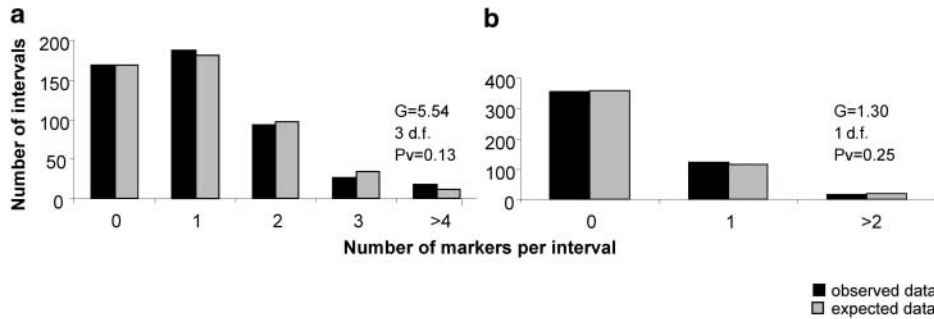 a
200
150
100
50
0
Number of intervals
G=5.54
3 d.f.
Pv=0.13
0 1 2 3 >4
b
400
300
200
100
0
G=1.30
1 d.f.
Pv=0.25
0 1 >2
Number of markers per interval
observed data
expected data